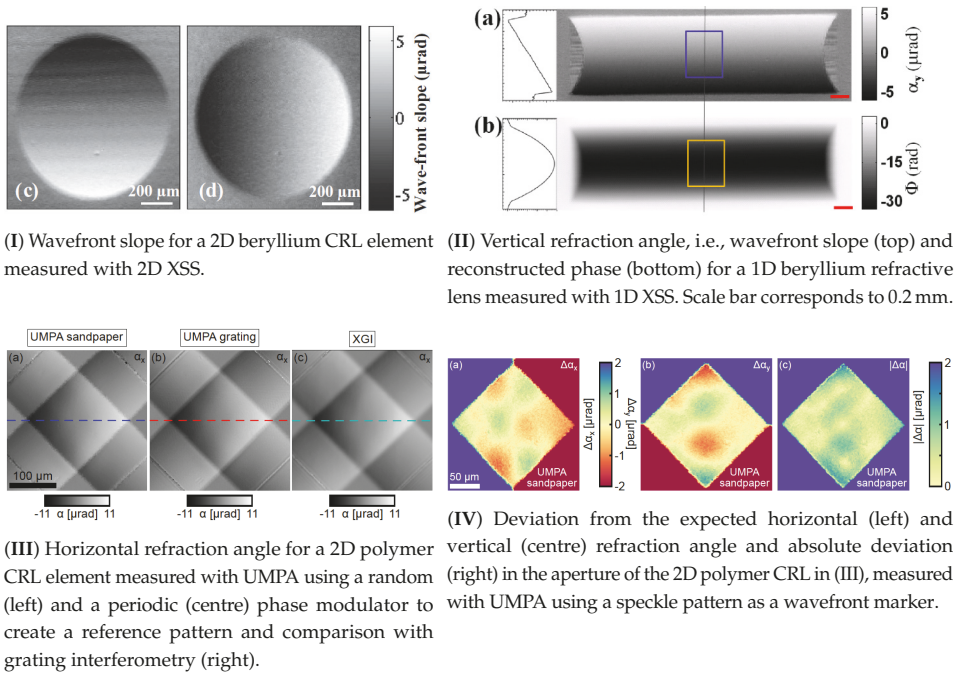 (c)
200 µm
(d)
200 µm
5
0
-5
Wave-front slope (µrad)
(I) Wavefront slope for a 2D beryllium CRL element
measured with 2D XSS.
(a)
5
0
-5
αy (µrad)
(b)
0
-15
-30
Φ (rad)
(II) Vertical refraction angle, i.e., wavefront slope (top) and
reconstructed phase (bottom) for a 1D beryllium refractive
lens measured with 1D XSS. Scale bar corresponds to 0.2 mm.
UMPA sandpaper
UMPA grating
XGI
(a)
αx
(b)
αx
(c)
αx
100 µm
-11 α [µrad] 11
-11 α [µrad] 11
-11 α [µrad] 11
(III) Horizontal refraction angle for a 2D polymer
CRL element measured with UMPA using a random
(left) and a periodic (centre) phase modulator to
create a reference pattern and comparison with
grating interferometry (right).
(a)
Δαx
50 µm
UMPA
sandpaper
2
1
0
-1
-2
Δαx [µrad]
Δαy [µrad]
(b)
Δαy
UMPA
sandpaper
(c)
|Δα|
UMPA
sandpaper
2
1
0
|Δα| [µrad]
(IV) Deviation from the expected horizontal (left) and
vertical (centre) refraction angle and absolute deviation
(right) in the aperture of the 2D polymer CRL in (III), measured
with UMPA using a speckle pattern as a wavefront marker.